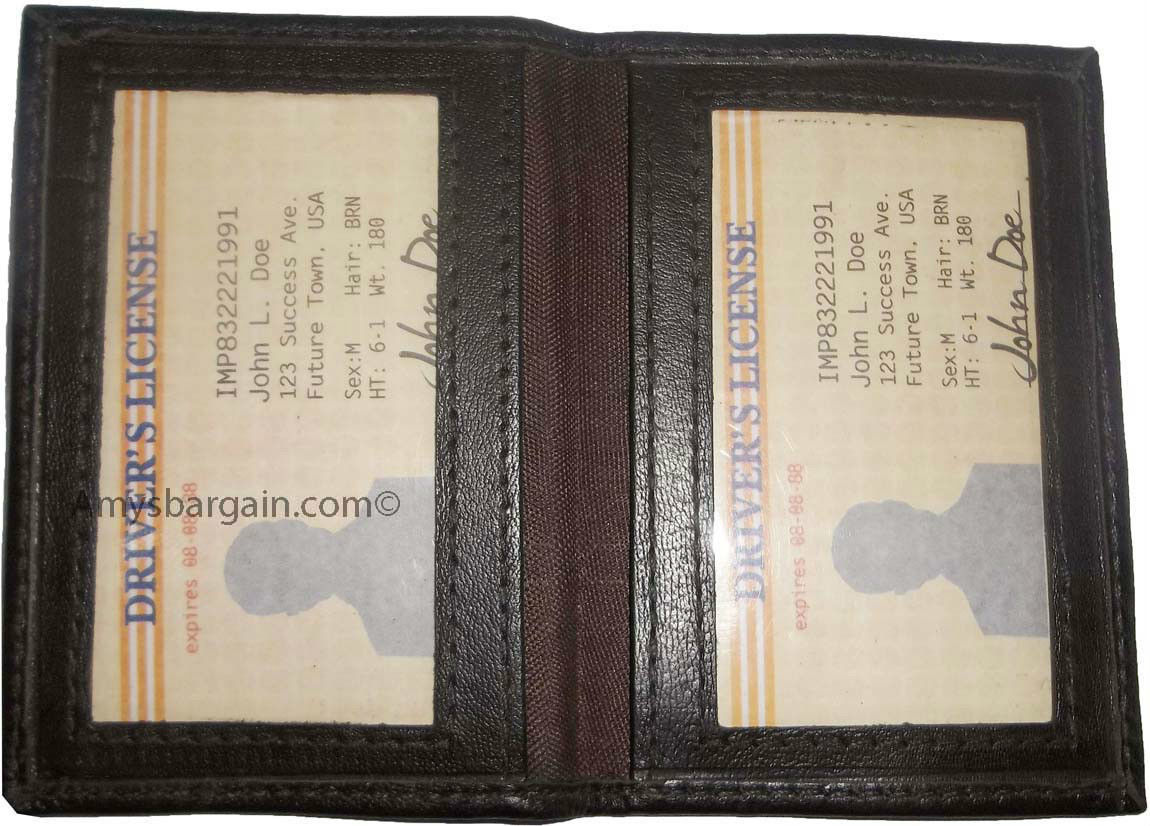 DRIVER'S LICENSE
expires 08-08-88
IMP832221991
John L. Doe
123 Success Ave.
Future Town, USA
Sex:M Hair: BRN
HT: 6-1 Wt. 180
John Doe
Amysbargain.com©
DRIVER'S LICENSE
expires 08-08-88
IMP832221991
John L. Doe
123 Success Ave.
Future Town, USA
Sex:M Hair: BRN
HT: 6-1 Wt. 180
John Doe